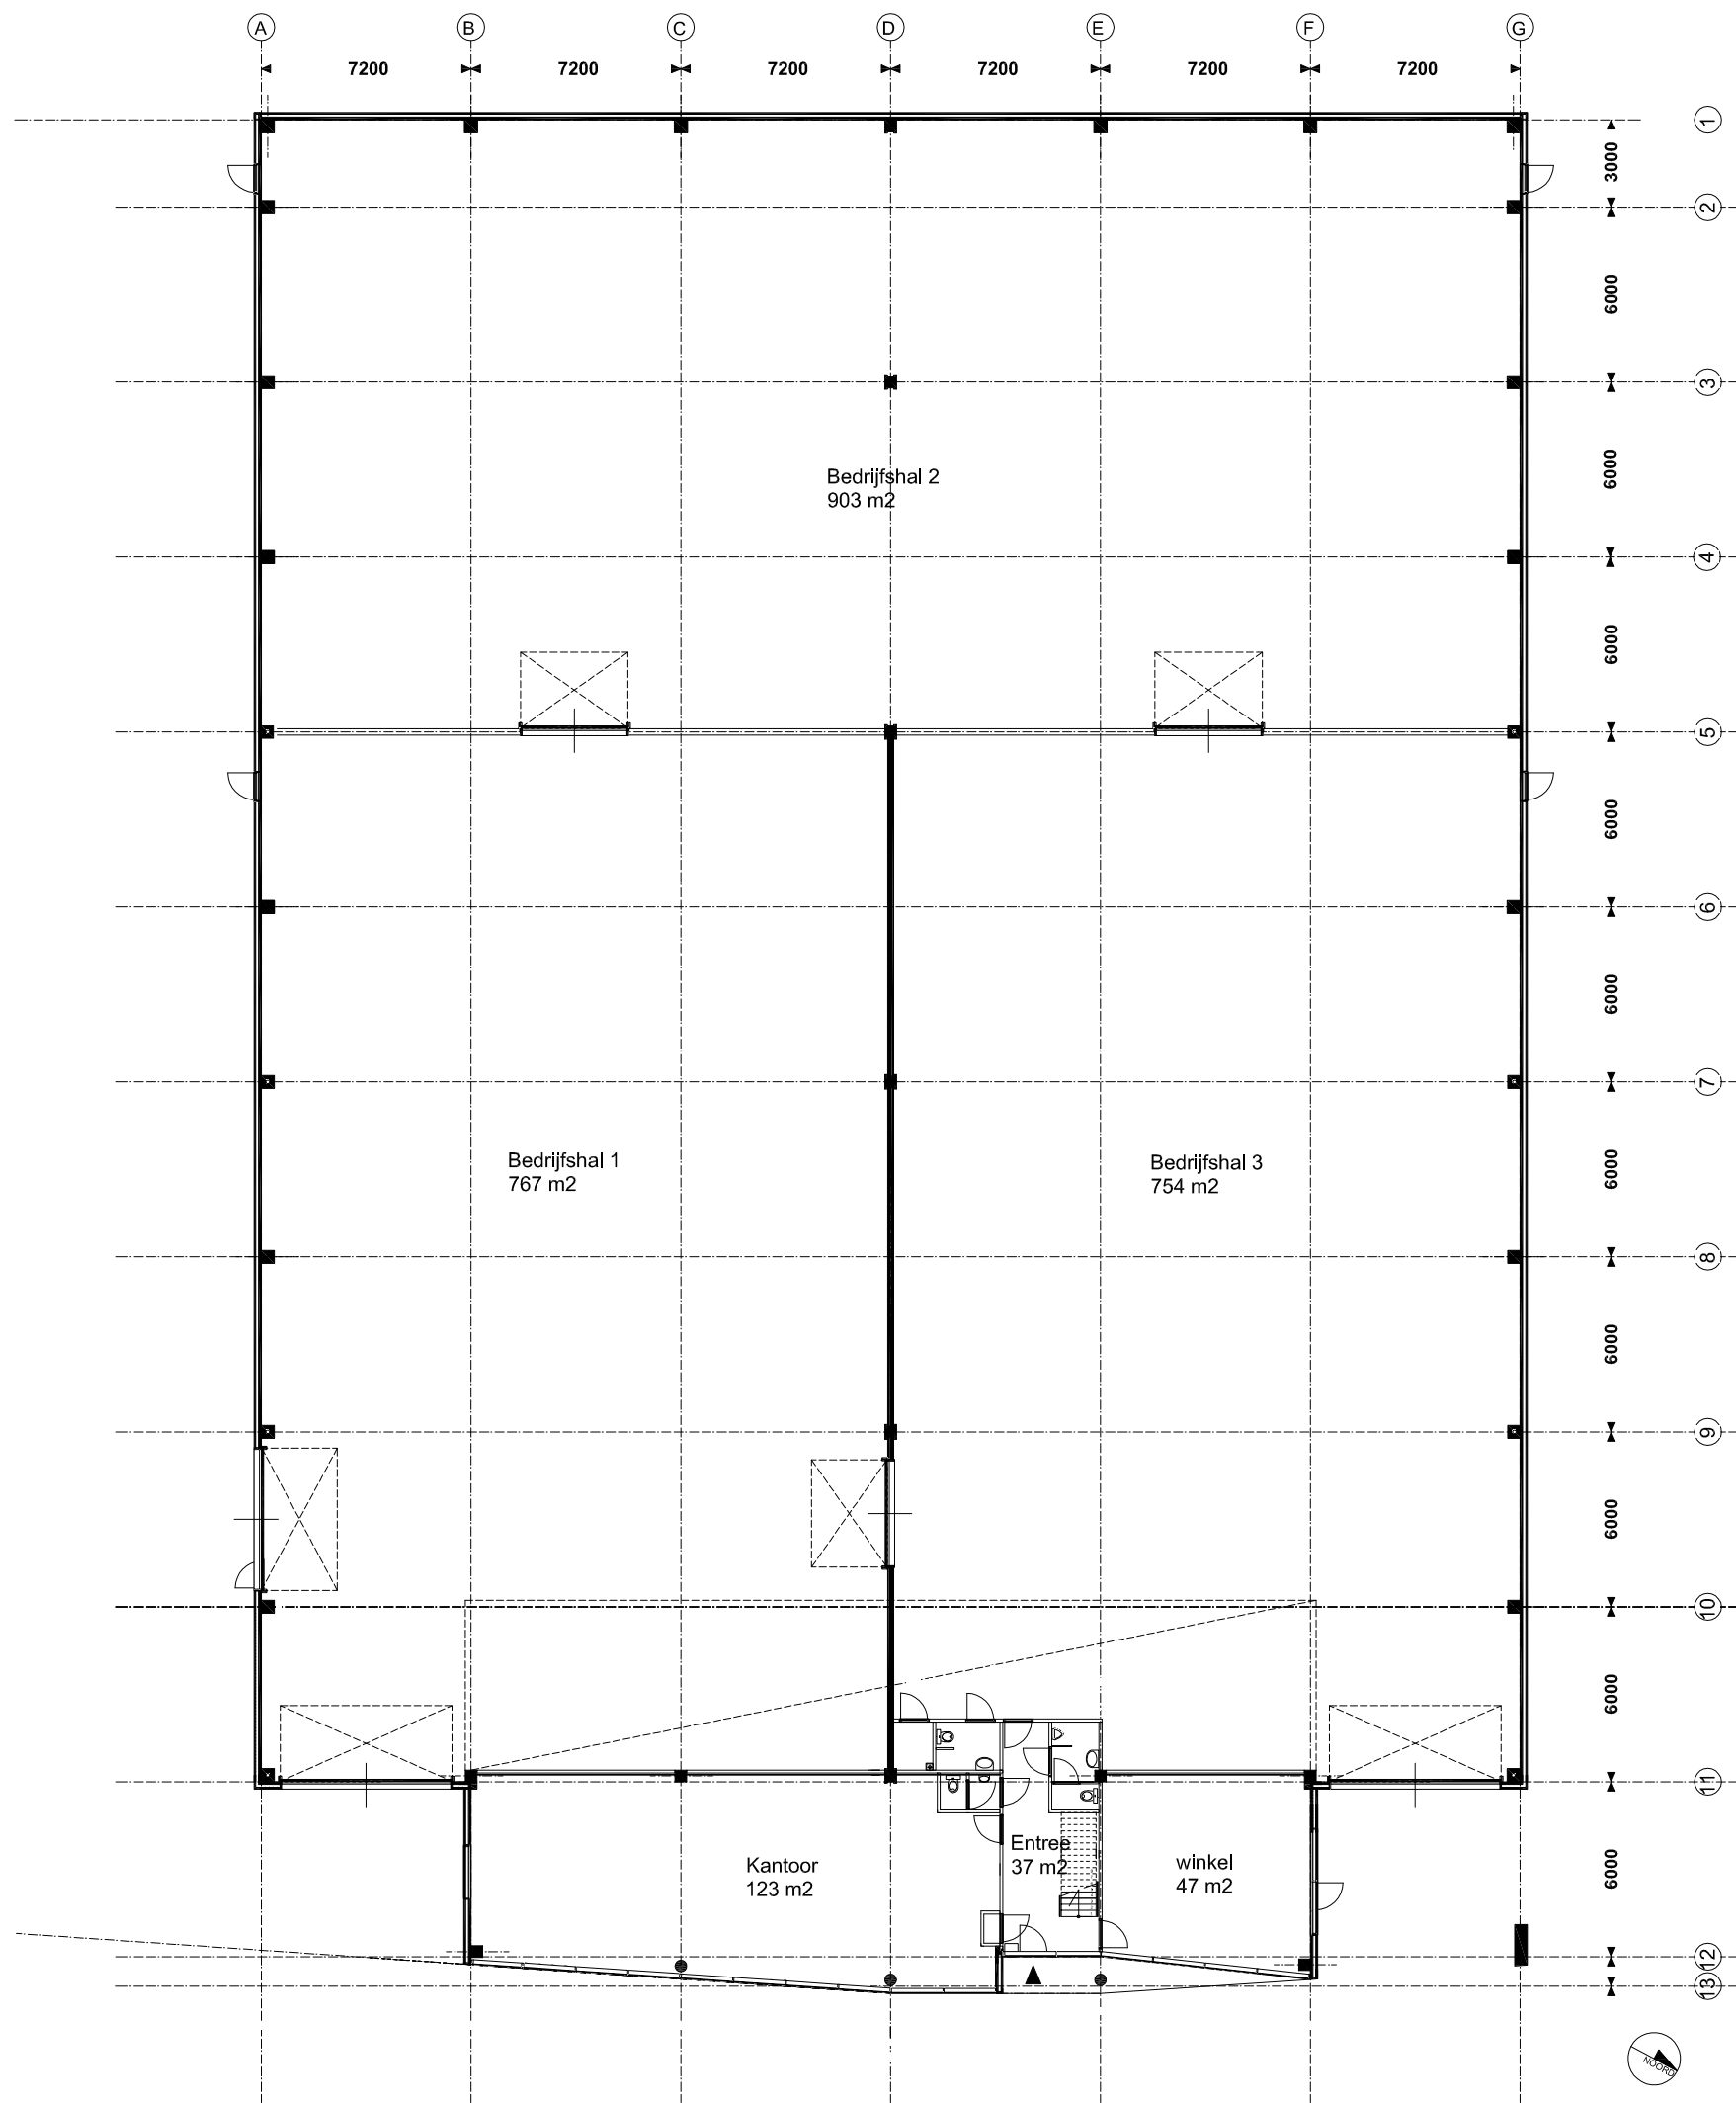 A B C D E F G
7200 7200 7200 7200 7200 7200
1
3000
2
6000
3
Bedrijfshal 2
903 m2
6000
4
6000
5
6000
6
6000
7
Bedrijfshal 1
767 m2
Bedrijfshal 3
754 m2
6000
8
6000
9
6000
10
6000
11
Entree
37 m2
Kantoor
123 m2
winkel
47 m2
6000
12
13
NOORD